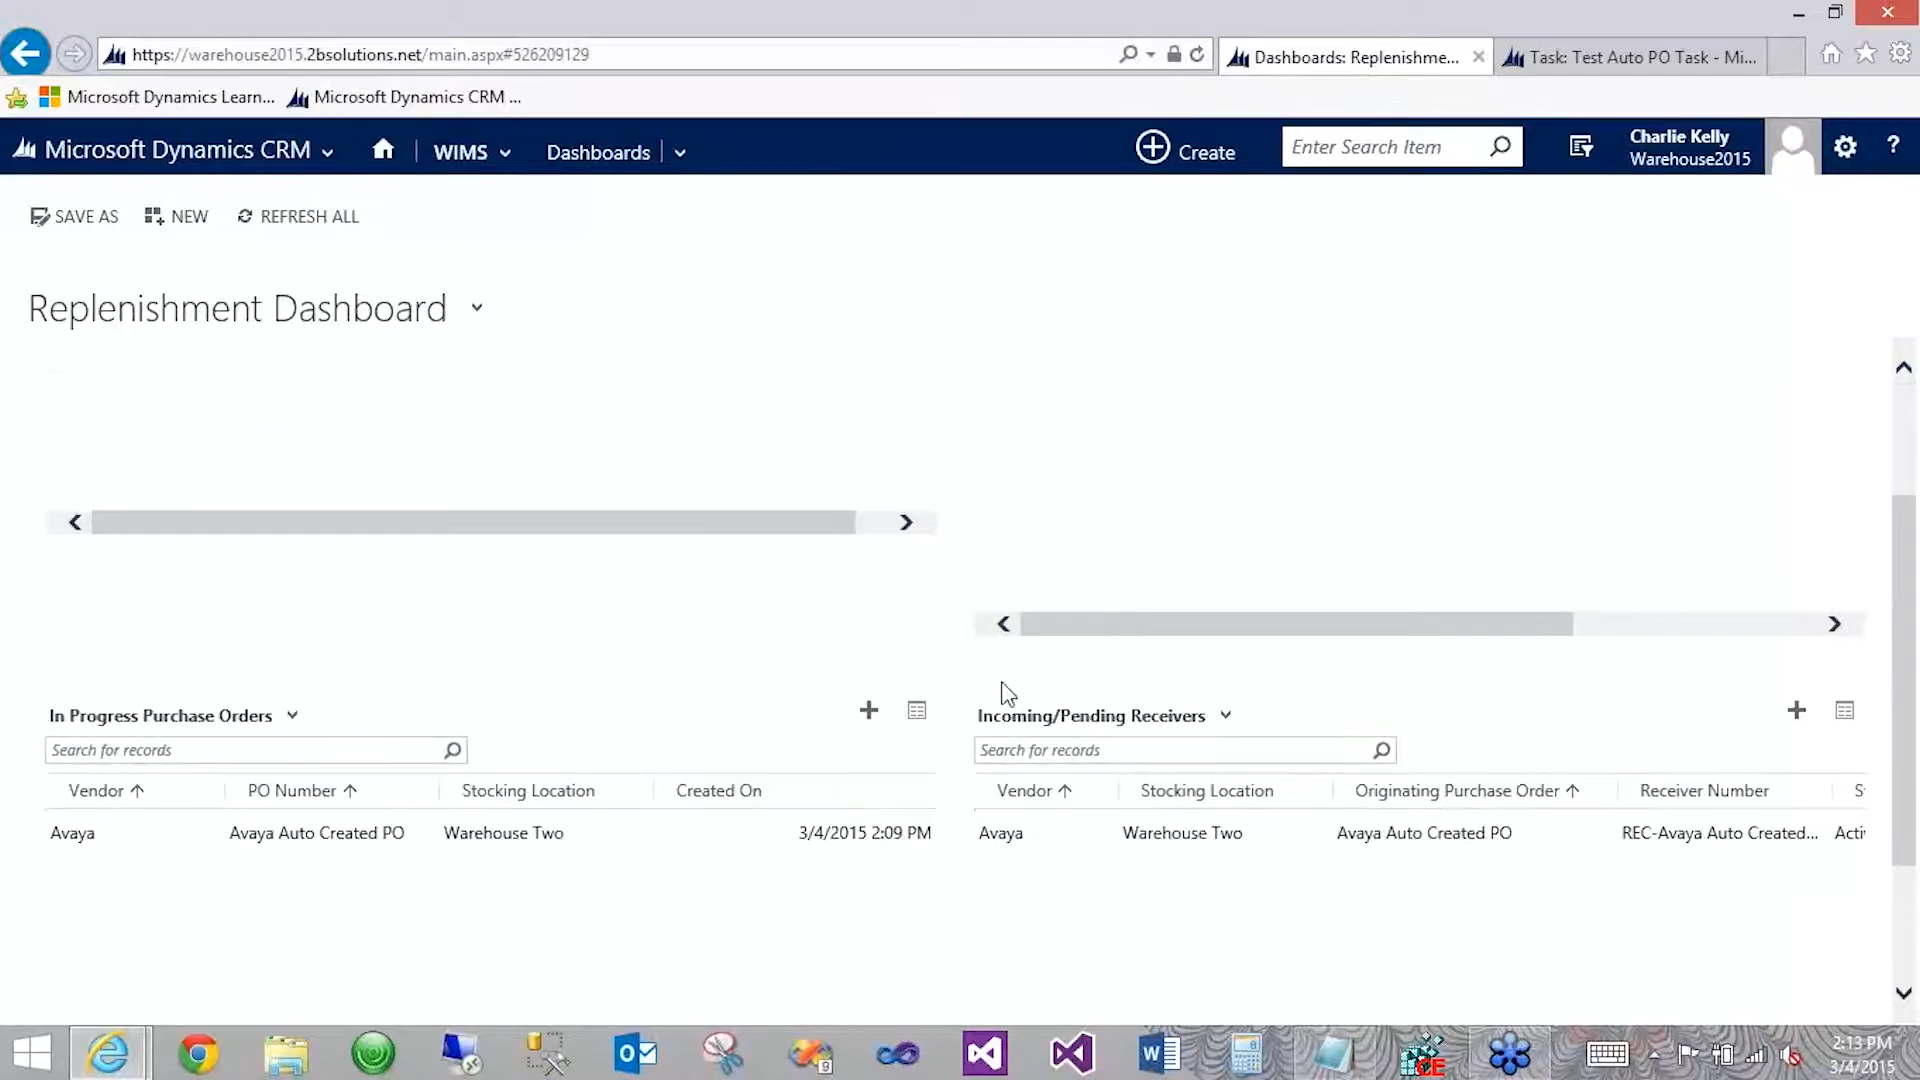 https://warehouse2015.2bsolutions.net/main.aspx#526209129
Dashboards: Replenishme...
Task: Test Auto PO Task - Mi...
Microsoft Dynamics Learn...
Microsoft Dynamics CRM ...
Microsoft Dynamics CRM
WIMS
Dashboards
Create
Enter Search Item
Charlie Kelly
Warehouse2015
?
SAVE AS
NEW
REFRESH ALL
Replenishment Dashboard
In Progress Purchase Orders
Search for records
Vendor PO Number Stocking Location Created On
Avaya Avaya Auto Created PO Warehouse Two 3/4/2015 2:09 PM
Incoming/Pending Receivers
Search for records
Vendor Stocking Location Originating Purchase Order Receiver Number
Avaya Warehouse Two Avaya Auto Created PO REC-Avaya Auto Created... Acti
2:13 PM
3/4/2015